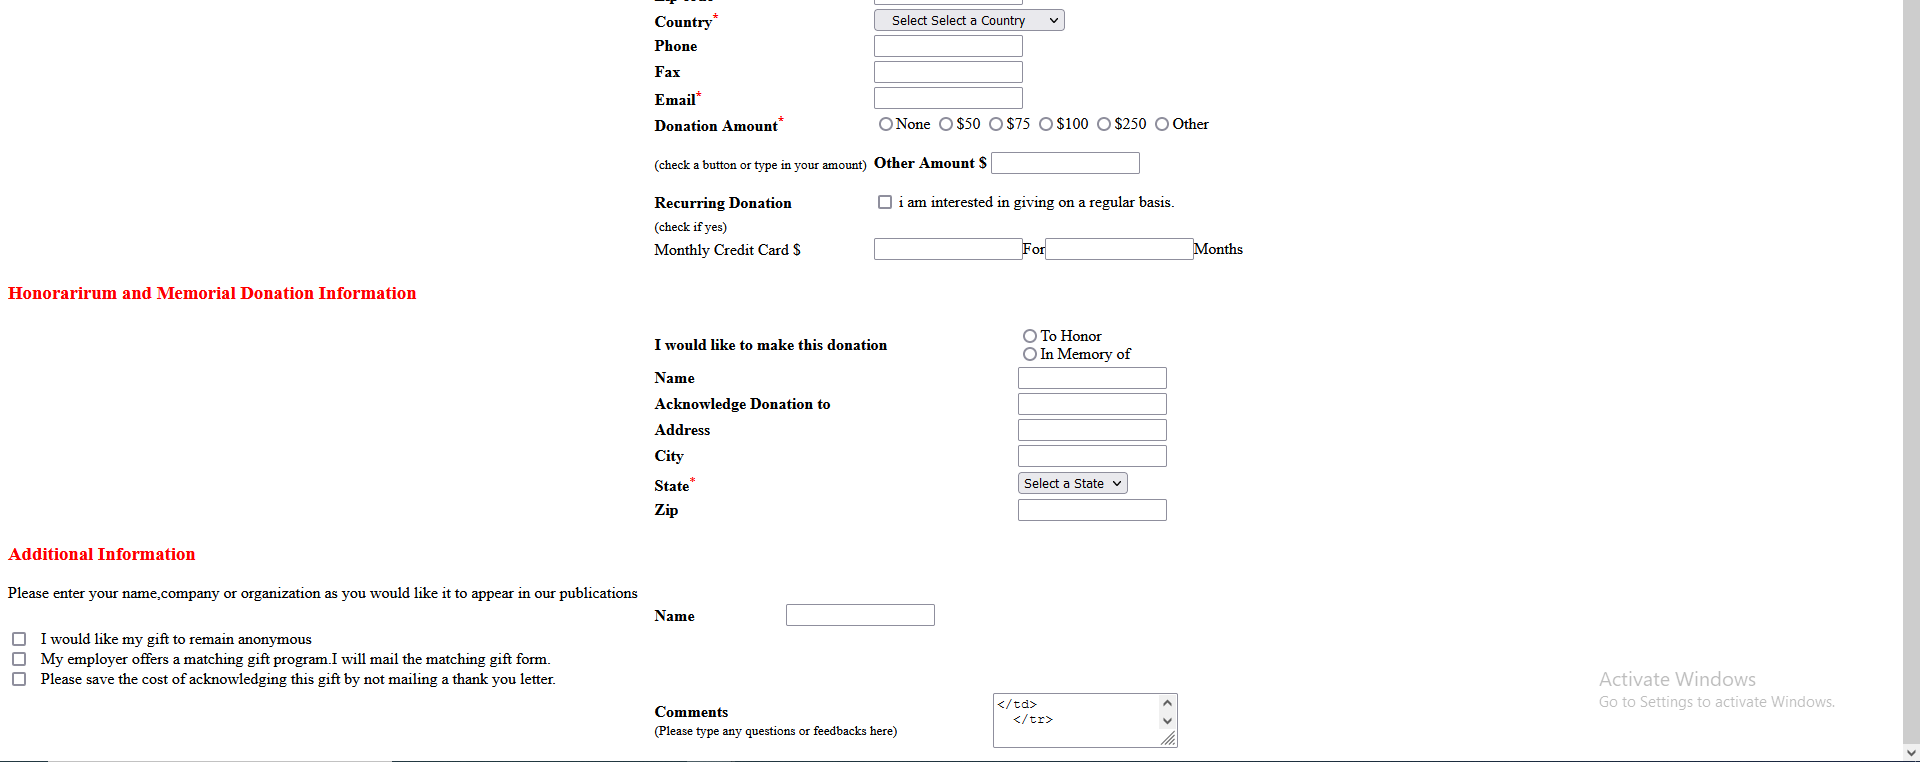 Country*
Select Select a Country
Phone
Fax
Email*
Donation Amount*
None $50 $75 $100 $250 Other
(check a button or type in your amount) Other Amount $
Recurring Donation
i am interested in giving on a regular basis.
(check if yes)
Monthly Credit Card $ For Months
Honorarirum and Memorial Donation Information
I would like to make this donation
To Honor
In Memory of
Name
Acknowledge Donation to
Address
City
State*
Select a State
Zip
Additional Information
Please enter your name,company or organization as you would like it to appear in our publications
Name
I would like my gift to remain anonymous
My employer offers a matching gift program.I will mail the matching gift form.
Please save the cost of acknowledging this gift by not mailing a thank you letter.
Activate Windows
Go to Settings to activate Windows.
Comments
(Please type any questions or feedbacks here)
</td>
</tr>